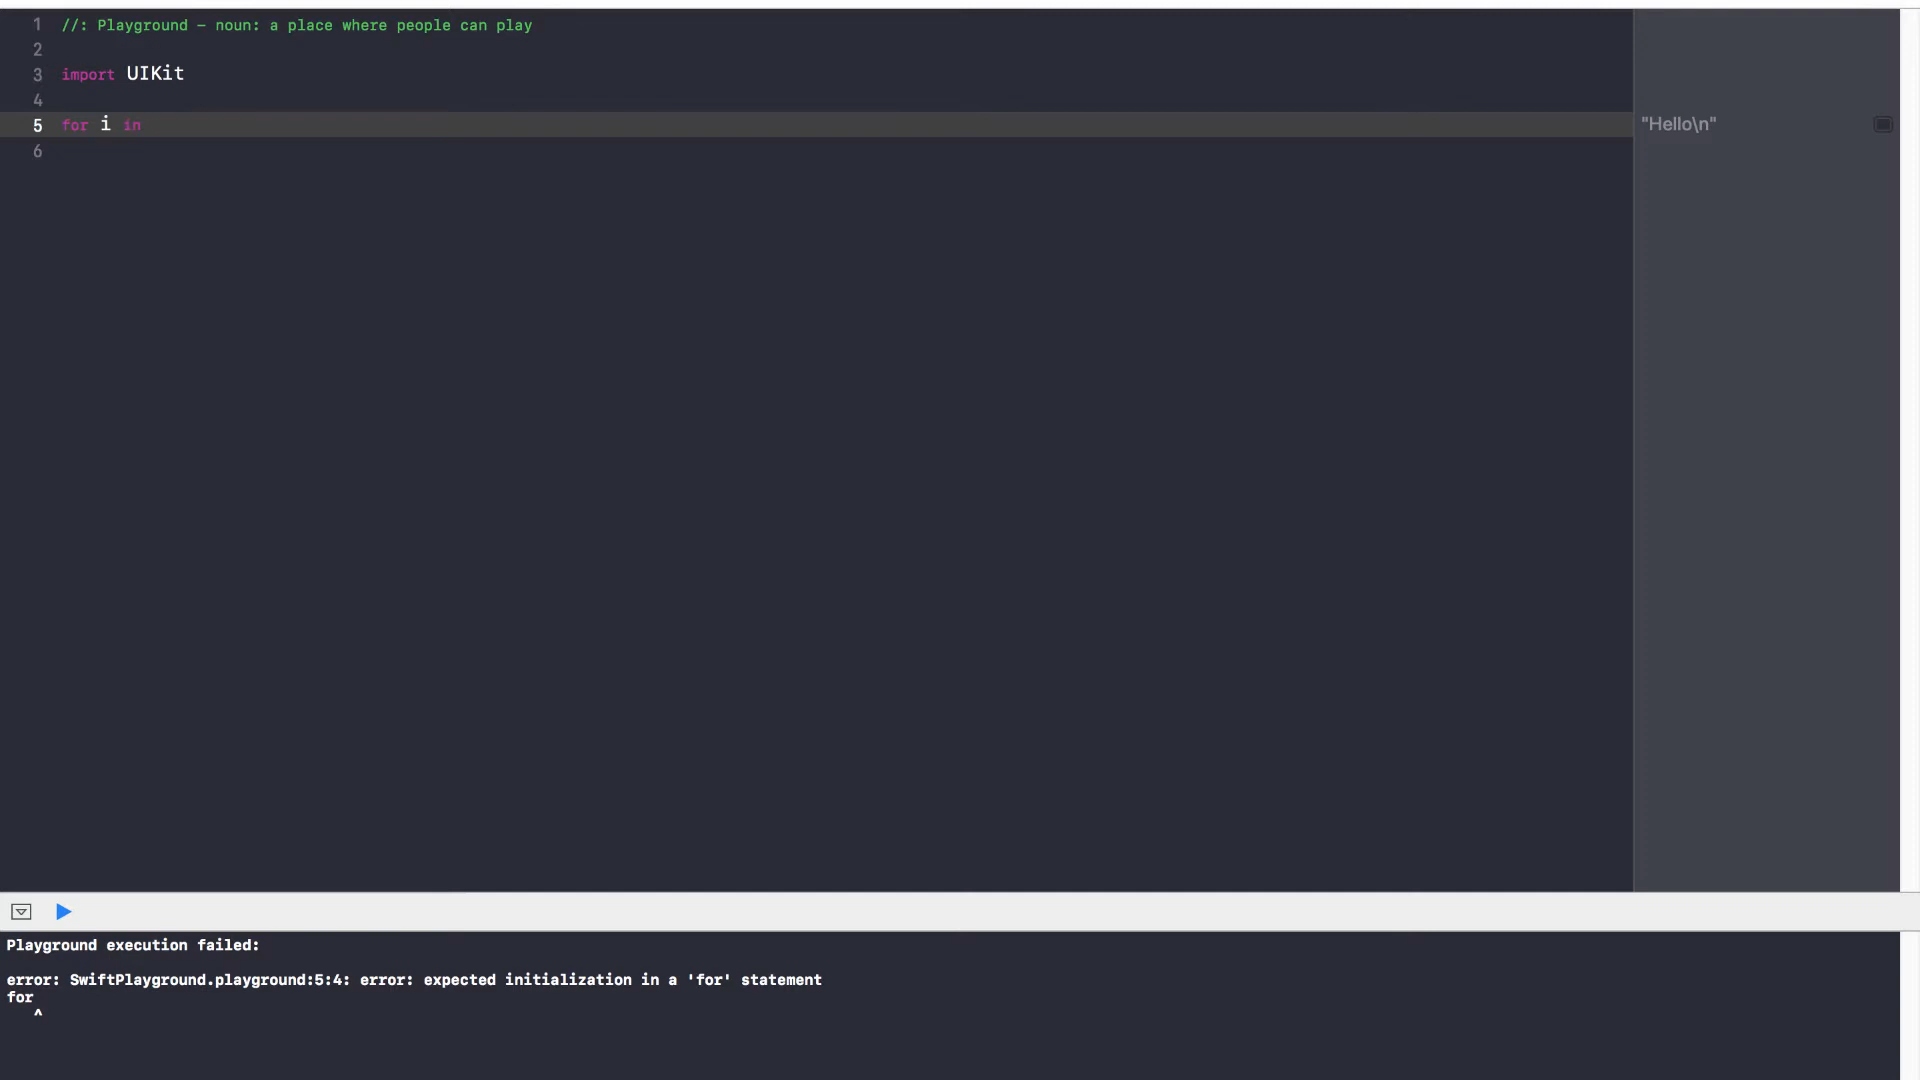 1 //: Playground - noun: a place where people can play
2
3 import UIKit
4
5 for i in
"Hello\n"
6
Playground execution failed:
error: SwiftPlayground.playground:5:4: error: expected initialization in a 'for' statement
for
^